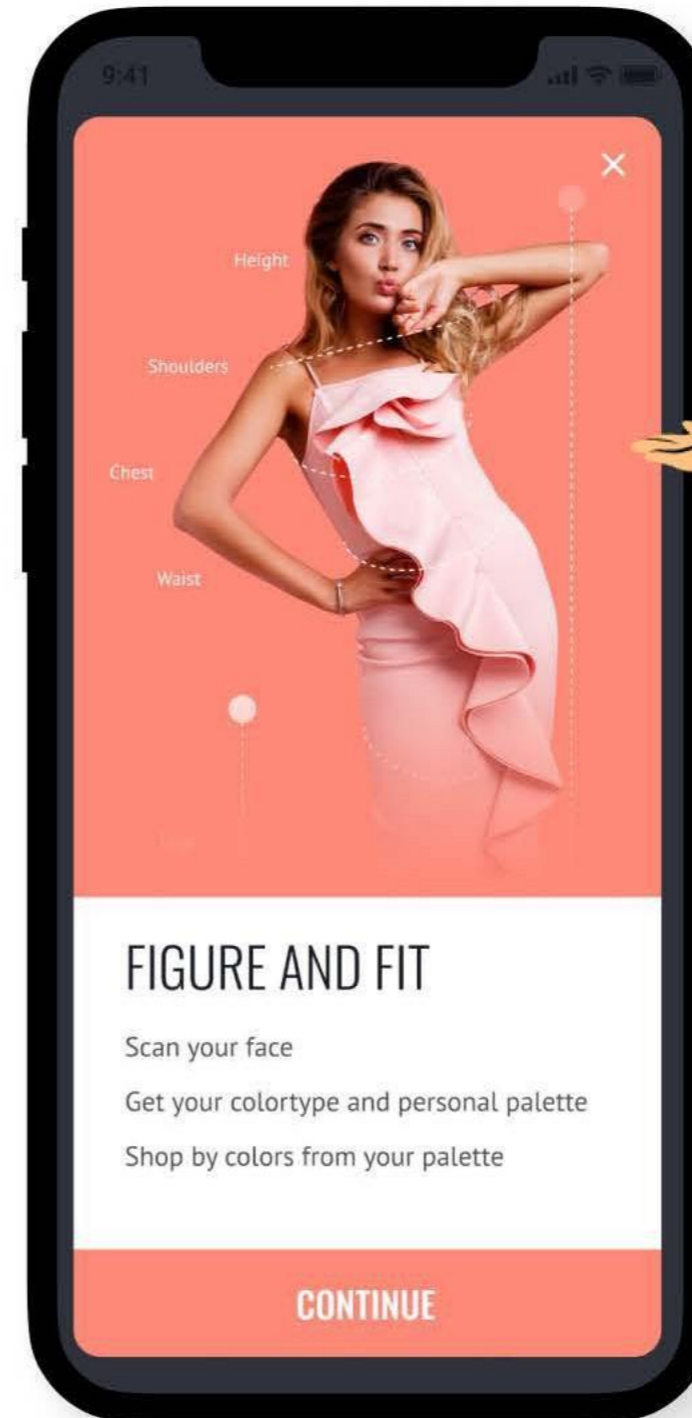 9:41
Height
Shoulders
Chest
Waist
FIGURE AND FIT
Scan your face
Get your colortype and personal palette
Shop by colors from your palette
CONTINUE